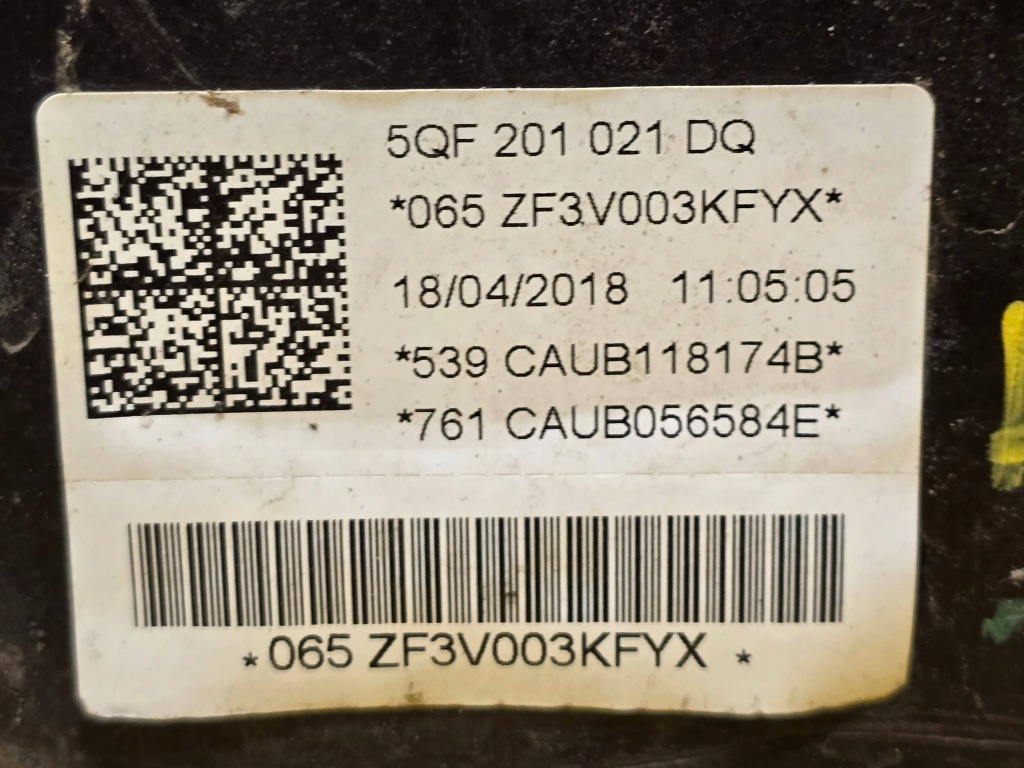 5QF 201 021 DQ
*065 ZF3V003KFYX*
18/04/2018 11:05:05
*539 CAUB118174B*
*761 CAUB056584E*
*065 ZF3V003KFYX *